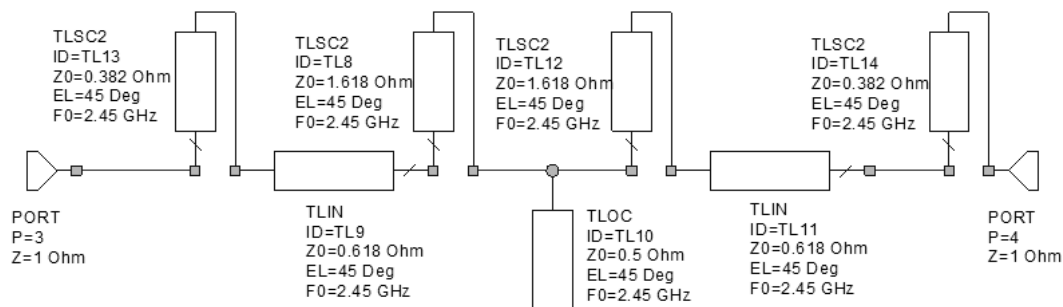 TLSC2
ID=TL13
Z0=0.382 Ohm
EL=45 Deg
F0=2.45 GHz
TLSC2
ID=TL8
Z0=1.618 Ohm
EL=45 Deg
F0=2.45 GHz
TLSC2
ID=TL12
Z0=1.618 Ohm
EL=45 Deg
F0=2.45 GHz
TLSC2
ID=TL14
Z0=0.382 Ohm
EL=45 Deg
F0=2.45 GHz
PORT
P=3
Z=1 Ohm
TLIN
ID=TL9
Z0=0.618 Ohm
EL=45 Deg
F0=2.45 GHz
TLOC
ID=TL10
Z0=0.5 Ohm
EL=45 Deg
F0=2.45 GHz
TLIN
ID=TL11
Z0=0.618 Ohm
EL=45 Deg
F0=2.45 GHz
PORT
P=4
Z=1 Ohm